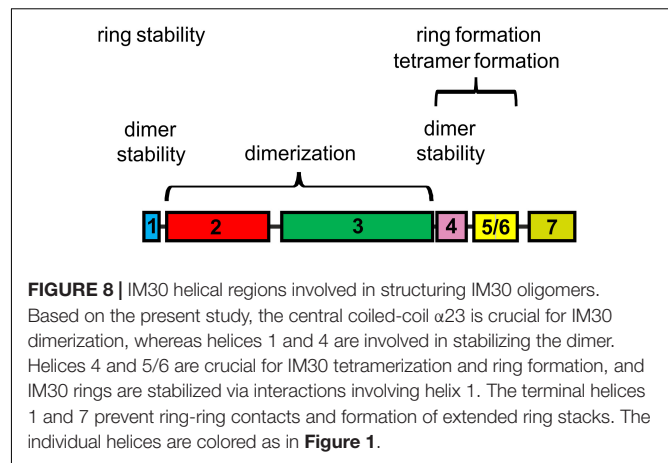 ring stability ring formation
tetramer formation
dimer stability dimerization dimer stability
1 2 3 4 5/6 7
FIGURE 8 | IM30 helical regions involved in structuring IM30 oligomers.
Based on the present study, the central coiled-coil α23 is crucial for IM30
dimerization, whereas helices 1 and 4 are involved in stabilizing the dimer.
Helices 4 and 5/6 are crucial for IM30 tetramerization and ring formation, and
IM30 rings are stabilized via interactions involving helix 1. The terminal helices
1 and 7 prevent ring-ring contacts and formation of extended ring stacks. The
individual helices are colored as in Figure 1.